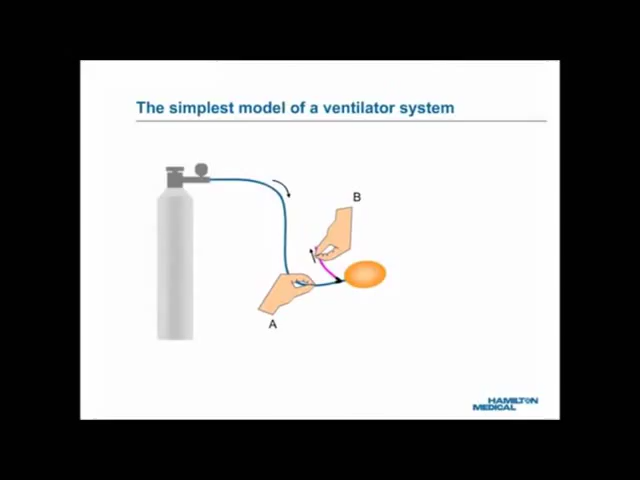 The simplest model of a ventilator system
B
A
HAMILTON
MEDICAL